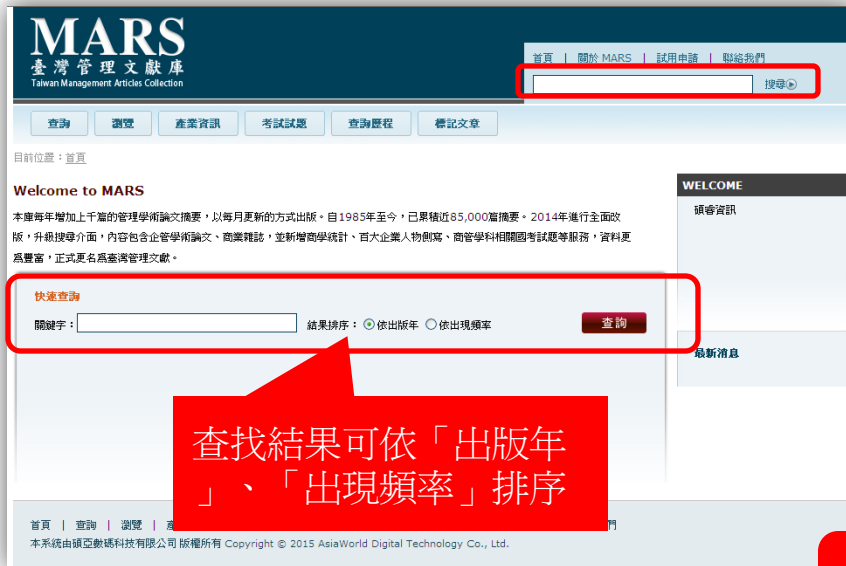 MARS
臺灣管理文獻庫
Taiwan Management Articles Collection
首頁 | 關於 MARS | 試用申請 | 聯絡我們
搜尋
查詢 瀏覽 產業資訊 考試試題 查詢歷程 標記文章
目前位置：首頁
Welcome to MARS
本庫每年增加上千篇的管理學術論文摘要，以每月更新的方式出版。自1985年至今，已累積近85,000篇摘要。2014年進行全面改
版，升級搜尋介面，內容包含企管學術論文、商業雜誌，並新增商學統計、百大企業人物側寫、商管學科相關國考試題等服務，資料更
為豐富，正式更名為臺灣管理文獻。
WELCOME
碩睿資訊
快速查詢
關鍵字： 結果排序： 依出版年 依出現頻率 查詢
最新消息
查找結果可依「出版年
」、「出現頻率」排序
首頁 | 查詢 | 瀏覽 |
本系統由碩亞數碼科技有限公司 版權所有 Copyright © 2015 AsiaWorld Digital Technology Co., Ltd.